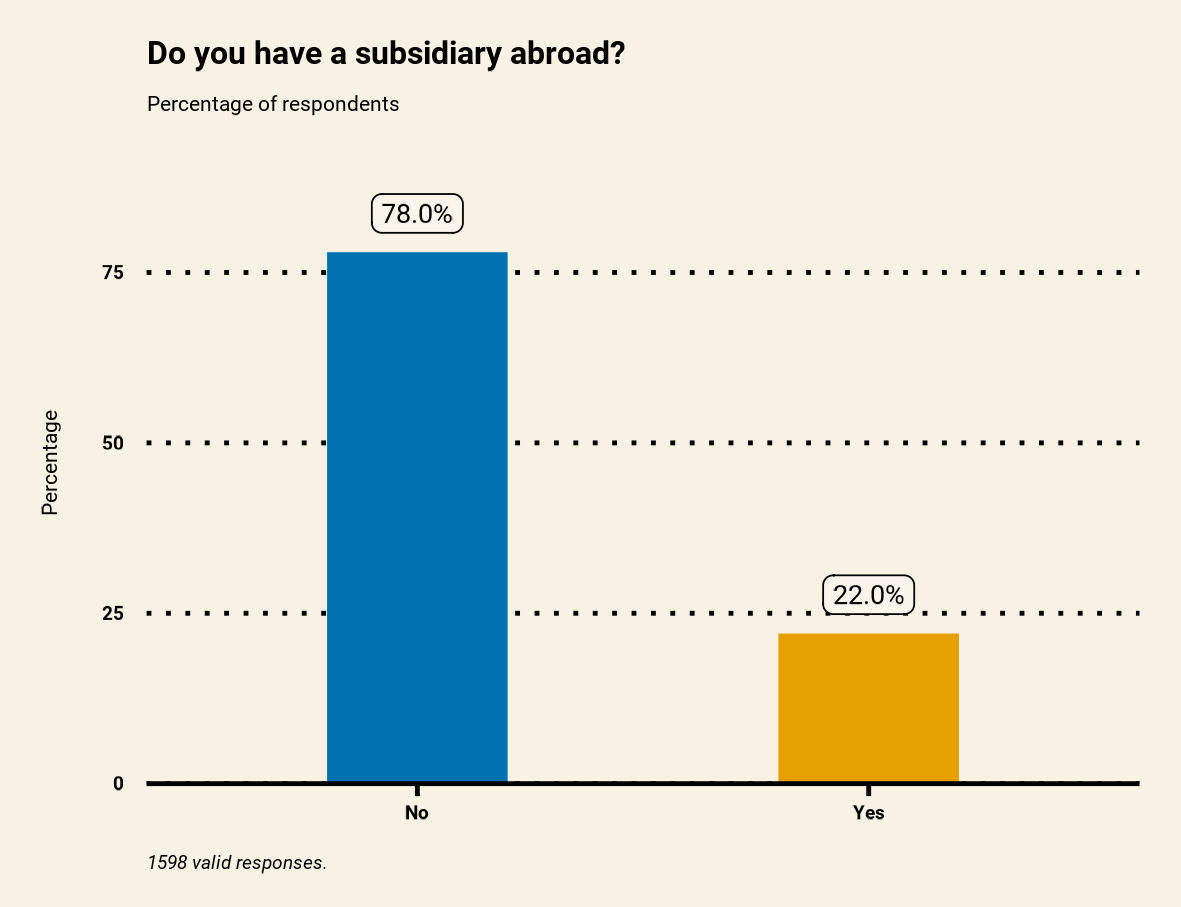 Do you have a subsidiary abroad?
Percentage of respondents
78.0%
75
50
Percentage
22.0%
25
0
No
Yes
1598 valid responses.